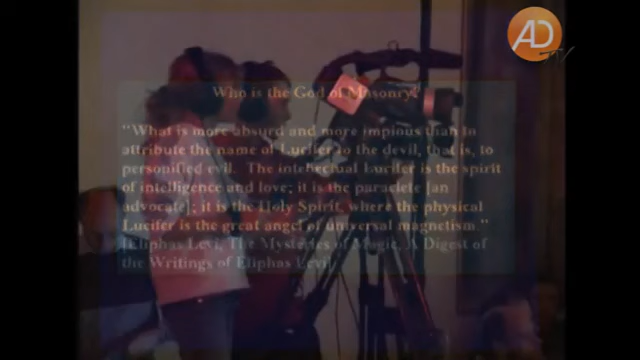 AD
TV
Who is the God of Masonry?
"What is more absurd and more impious than to
attribute the name of Lucifer to the devil, that is, to
personified evil. The intellectual Lucifer is the spirit
of intelligence and love; it is the paraclete [an
advocate]; it is the Holy Spirit, where the physical
Lucifer is the great angel of universal magnetism."
[Eliphas Levi, The Mysteries of Magic, A Digest of
the Writings of Eliphas Levi]